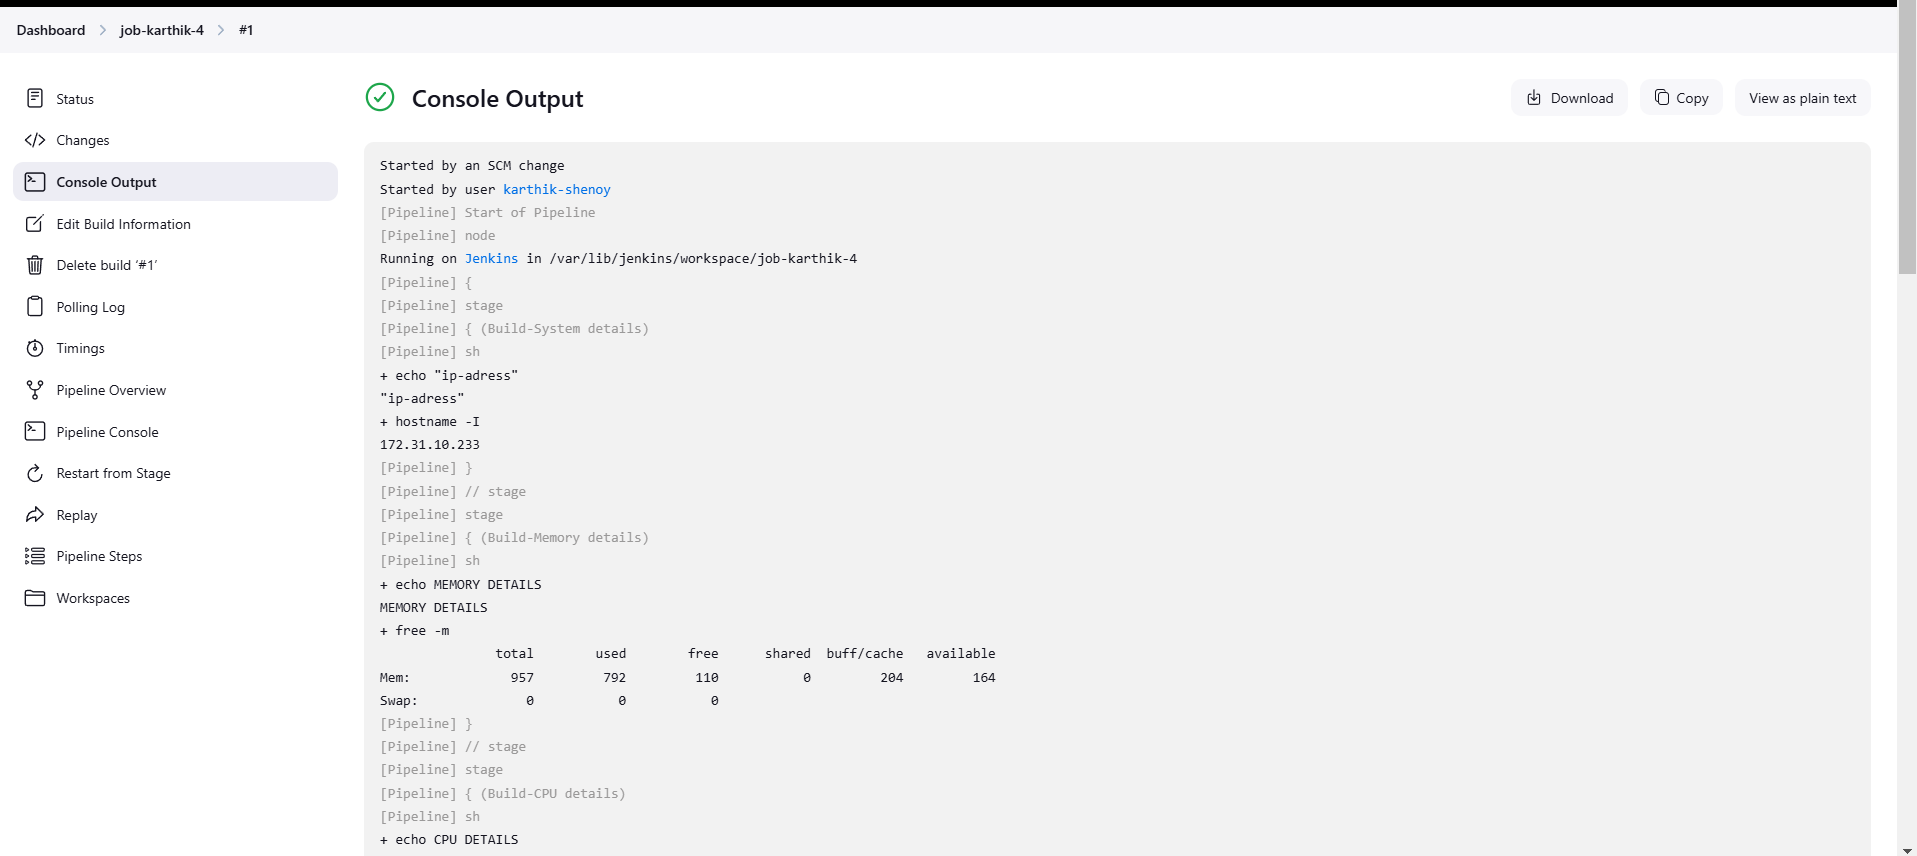 Dashboard > job-karthik-4 > #1
Status
Changes
Console Output
Edit Build Information
Delete build ‘#1’
Polling Log
Timings
Pipeline Overview
Pipeline Console
Restart from Stage
Replay
Pipeline Steps
Workspaces
Console Output
Download Copy View as plain text
Started by an SCM change
Started by user karthik-shenoy
[Pipeline] Start of Pipeline
[Pipeline] node
Running on Jenkins in /var/lib/jenkins/workspace/job-karthik-4
[Pipeline] {
[Pipeline] stage
[Pipeline] { (Build-System details)
[Pipeline] sh
+ echo "ip-adress"
"ip-adress"
+ hostname -I
172.31.10.233
[Pipeline] }
[Pipeline] // stage
[Pipeline] stage
[Pipeline] { (Build-Memory details)
[Pipeline] sh
+ echo MEMORY DETAILS
MEMORY DETAILS
+ free -m
total used free shared buff/cache available
Mem: 957 792 110 0 204 164
Swap: 0 0 0
[Pipeline] }
[Pipeline] // stage
[Pipeline] stage
[Pipeline] { (Build-CPU details)
[Pipeline] sh
+ echo CPU DETAILS